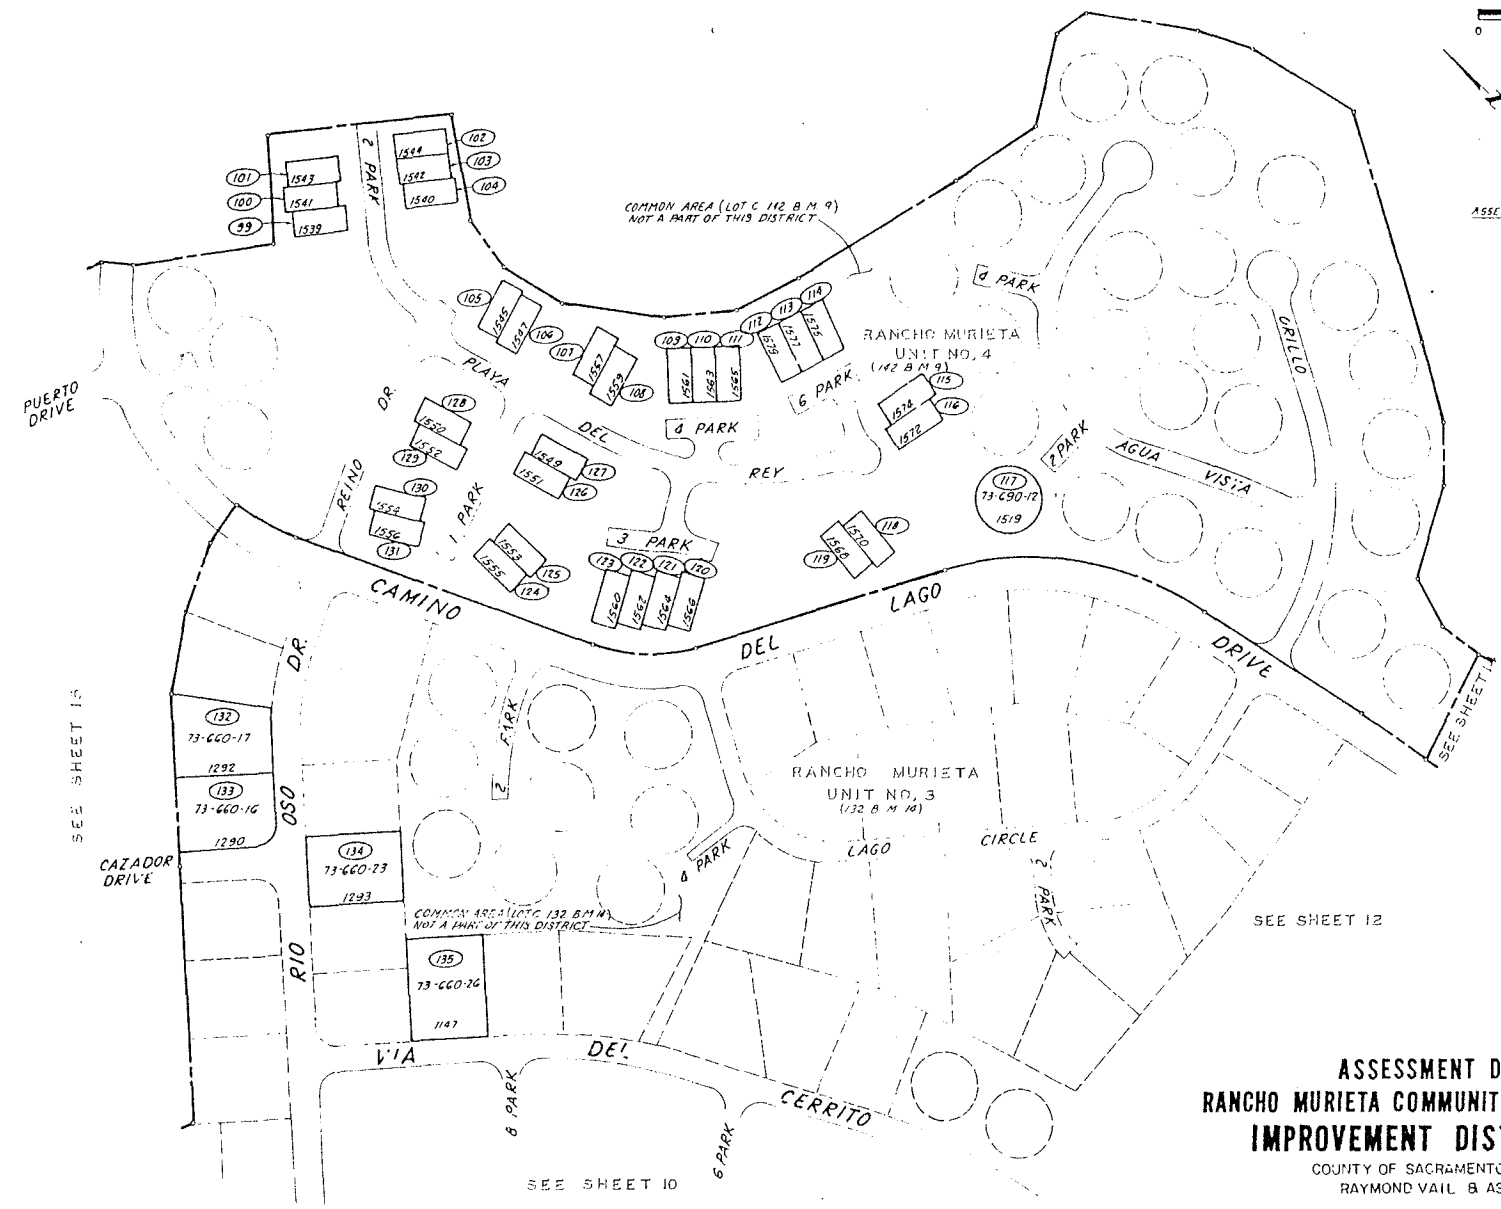 0
102
1544
103
1542
104
1540
2 PARK
101
1543
100
1541
99
1539
COMMON AREA (LOT C 142 B M 9)
NOT A PART OF THIS DISTRICT
105
1545
1547
106
107
1557
1559
108
109
110
111
1561
1563
1565
112
113
114
1579
1577
1575
4 PARK
RANCHO MURIETA
UNIT NO. 4
(142 B M 9)
6 PARK
115
1574
116
1572
GRILLO
PLAYA
DEL
REY
4 PARK
PUERTO
DRIVE
REINO
DR.
128
1550
1552
129
130
1554
1556
131
1 PARK
1549
127
1551
126
1553
125
1555
124
3 PARK
123
122
121
120
1560
1562
1564
1566
2 PARK
AGUA
VISTA
117
73-690-12
1519
118
1570
1568
119
CAMINO
DEL
LAGO
DRIVE
SEE SHEET
SEE SHEET 15
132
73-660-17
1292
133
73-660-16
1290
CAZADOR
DRIVE
RIO
OSO
DR.
134
73-660-23
1293
2 PARK
COMMON AREA (LOT C 132 B M 14)
NOT A PART OF THIS DISTRICT
4 PARK
135
73-660-26
1147
RANCHO MURIETA
UNIT NO. 3
(132 B M 14)
LAGO
CIRCLE
2 PARK
SEE SHEET 12
VIA
DEL
CERRITO
8 PARK
6 PARK
SEE SHEET 10
ASSE
ASSESSMENT D
RANCHO MURIETA COMMUNIT
IMPROVEMENT DIS
COUNTY OF SACRAMENTO
RAYMOND VAIL & AS